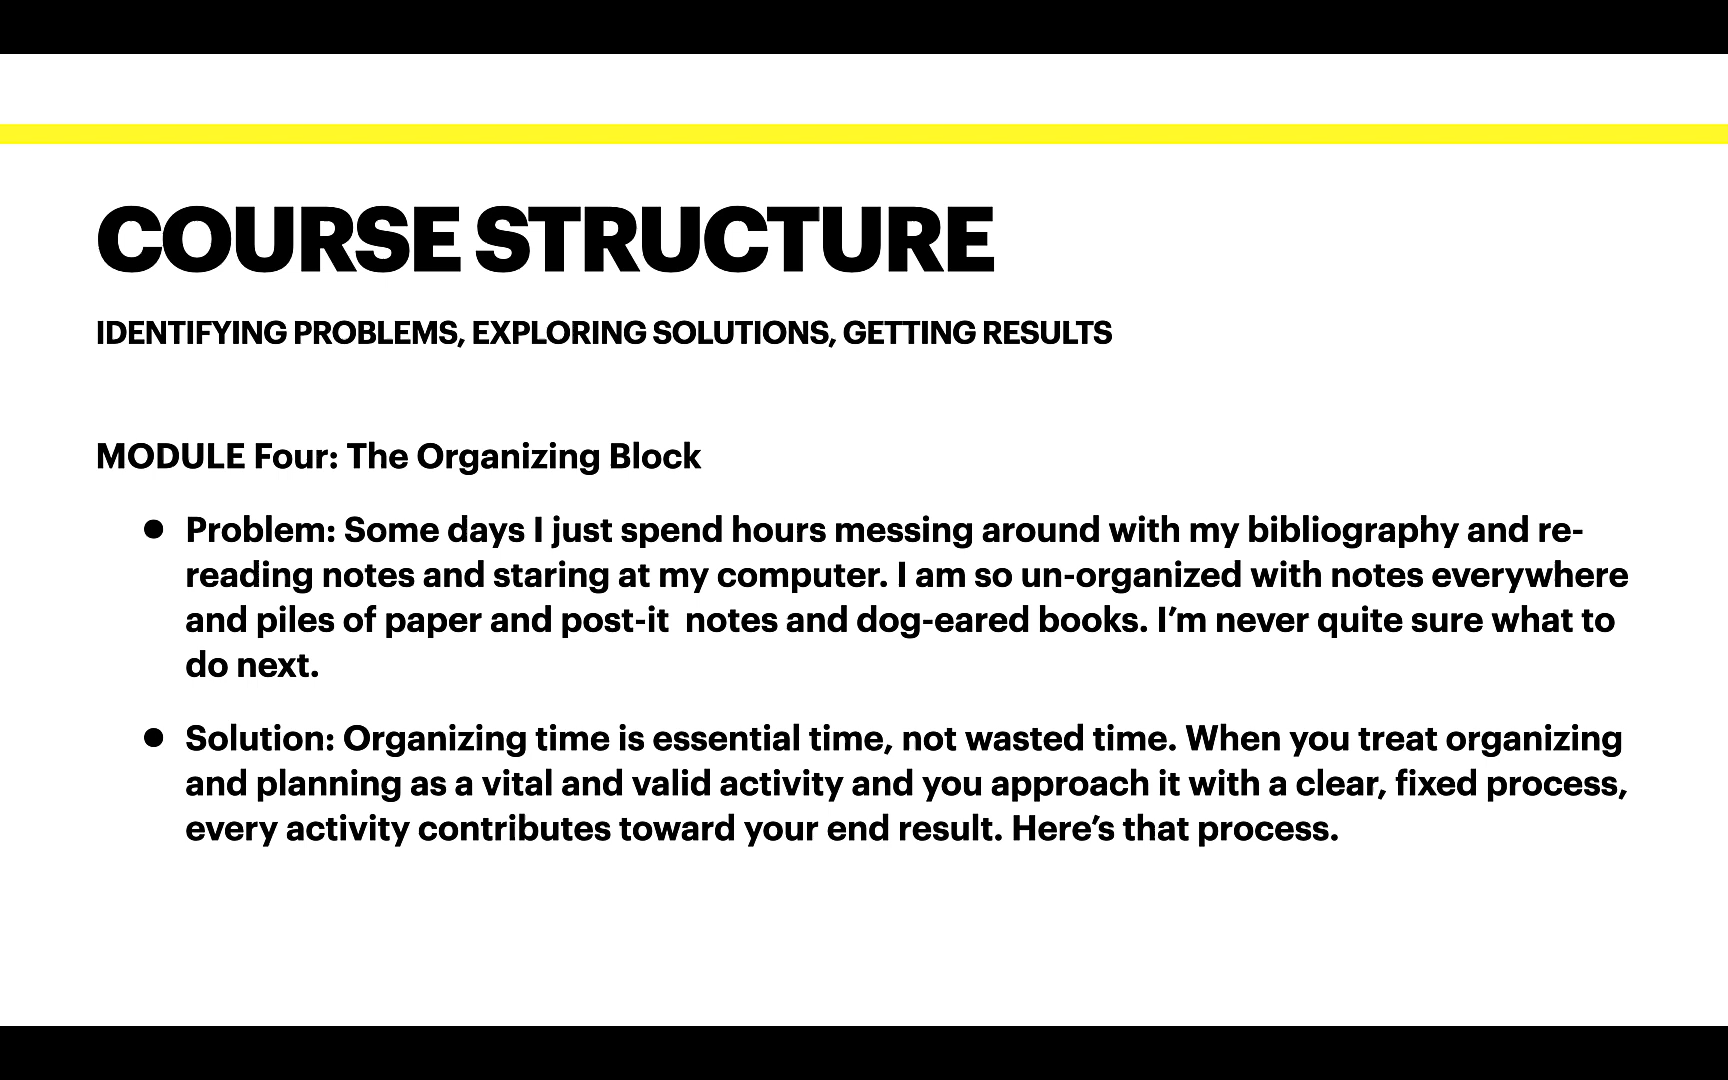 COURSE STRUCTURE
IDENTIFYING PROBLEMS, EXPLORING SOLUTIONS, GETTING RESULTS
MODULE Four: The Organizing Block
● Problem: Some days I just spend hours messing around with my bibliography and re-
reading notes and staring at my computer. I am so un-organized with notes everywhere
and piles of paper and post-it  notes and dog-eared books. I’m never quite sure what to
do next.
● Solution: Organizing time is essential time, not wasted time. When you treat organizing
and planning as a vital and valid activity and you approach it with a clear, fixed process,
every activity contributes toward your end result. Here’s that process.